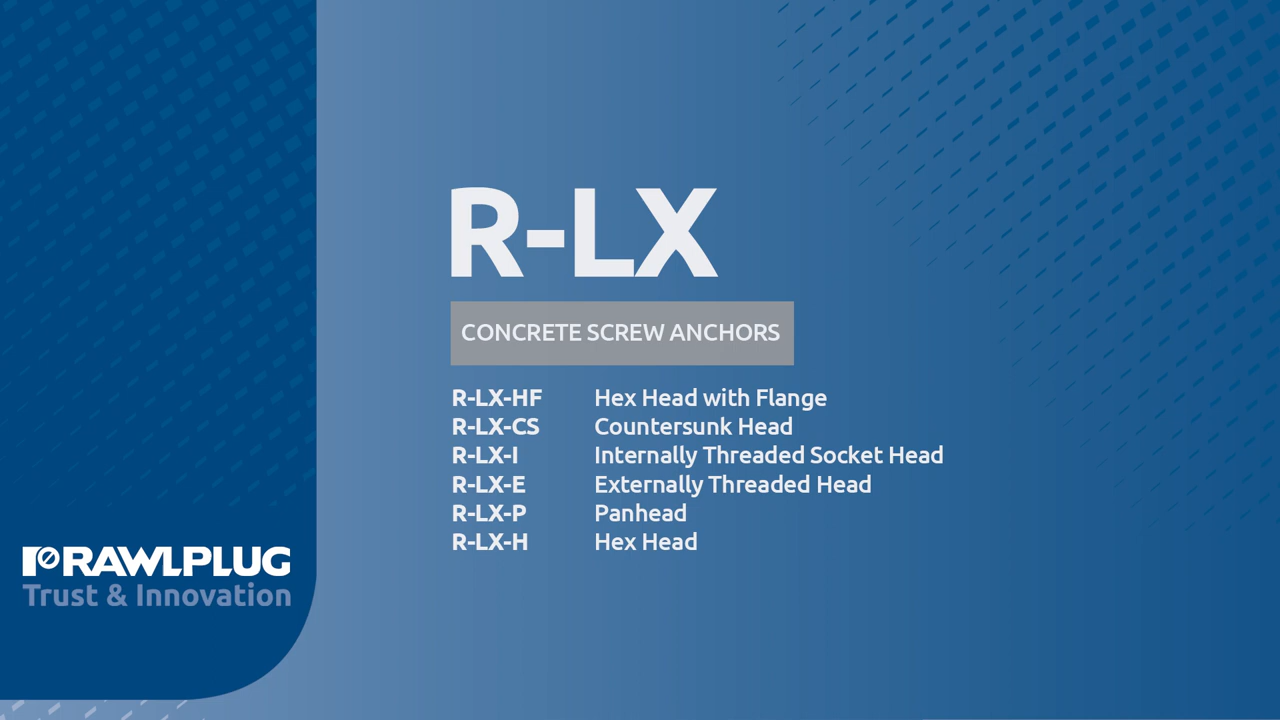 R-LX
CONCRETE SCREW ANCHORS
R-LX-HF Hex Head with Flange
R-LX-CS Countersunk Head
R-LX-I Internally Threaded Socket Head
R-LX-E Externally Threaded Head
R-LX-P Panhead
R-LX-H Hex Head
RAWLPLUG
Trust & Innovation